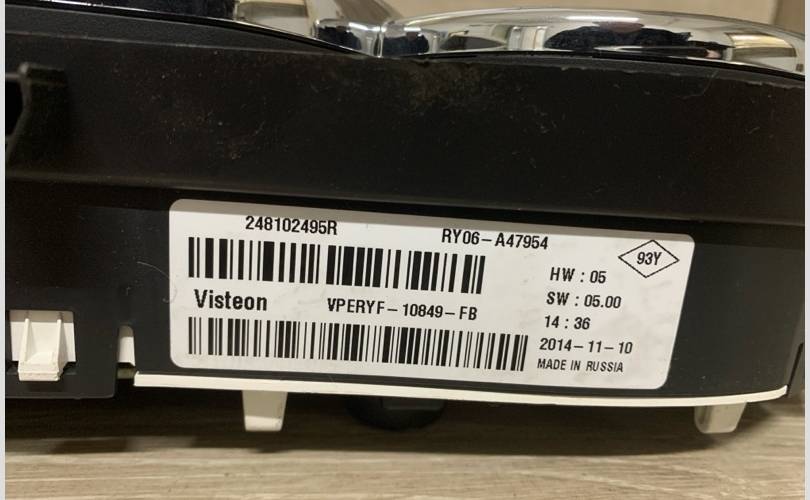 248102495R RY06-A47954
93Y
HW : 05
Visteon VPERYF-10849-FB
SW : 05.00
14 : 36
2014-11-10
MADE IN RUSSIA